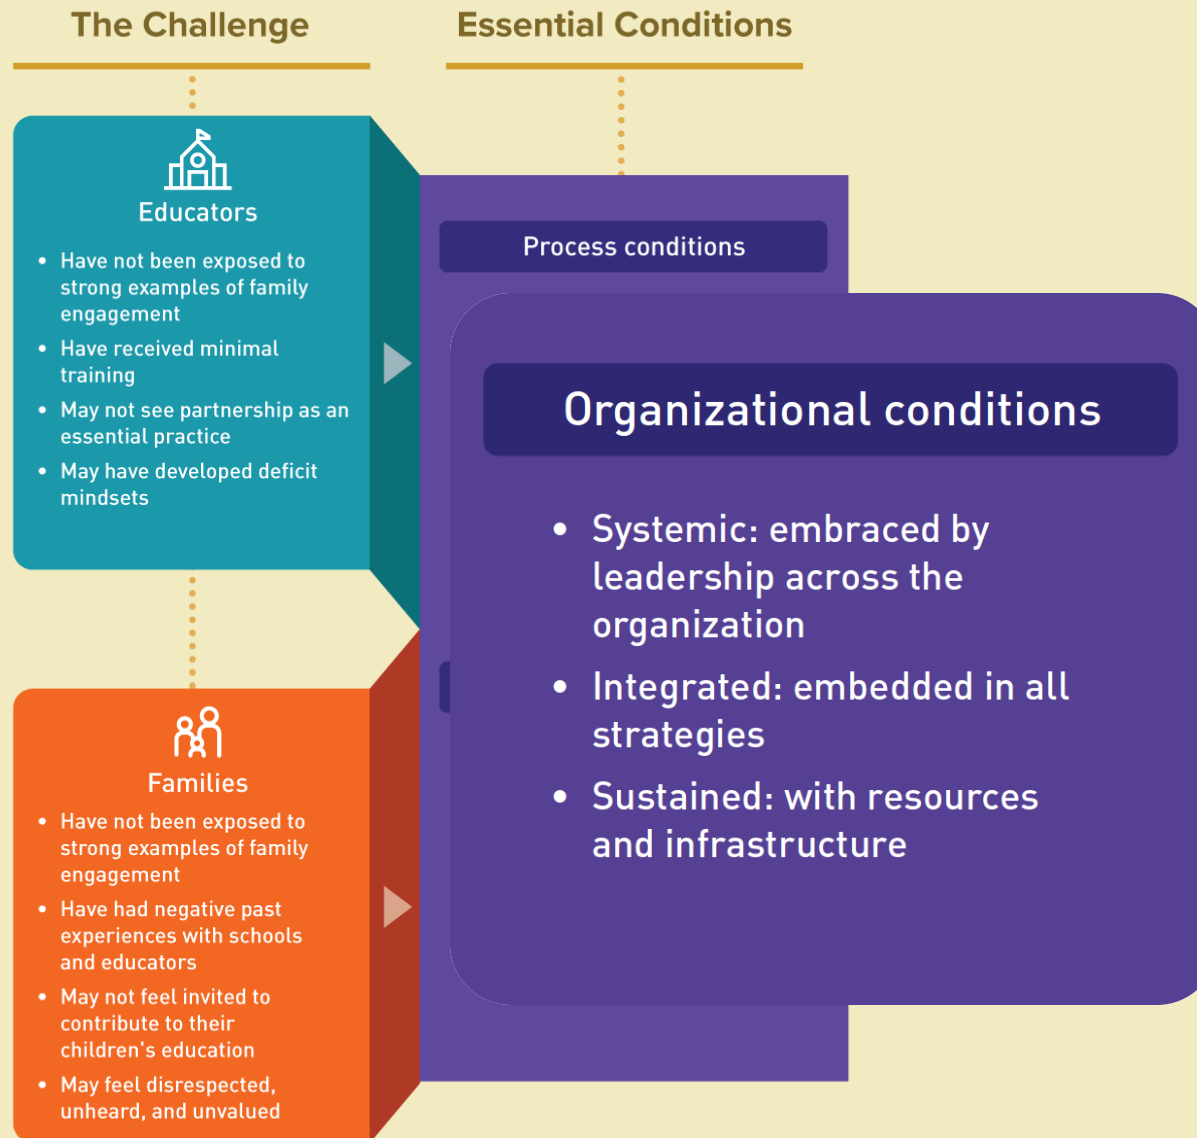 The Challenge
Essential Conditions
Educators
• Have not been exposed to
strong examples of family
engagement
• Have received minimal
training
• May not see partnership as an
essential practice
• May have developed deficit
mindsets
Families
• Have not been exposed to
strong examples of family
engagement
• Have had negative past
experiences with schools
and educators
• May not feel invited to
contribute to their
children's education
• May feel disrespected,
unheard, and unvalued
Process conditions
Organizational conditions
• Systemic: embraced by
leadership across the
organization
• Integrated: embedded in all
strategies
• Sustained: with resources
and infrastructure